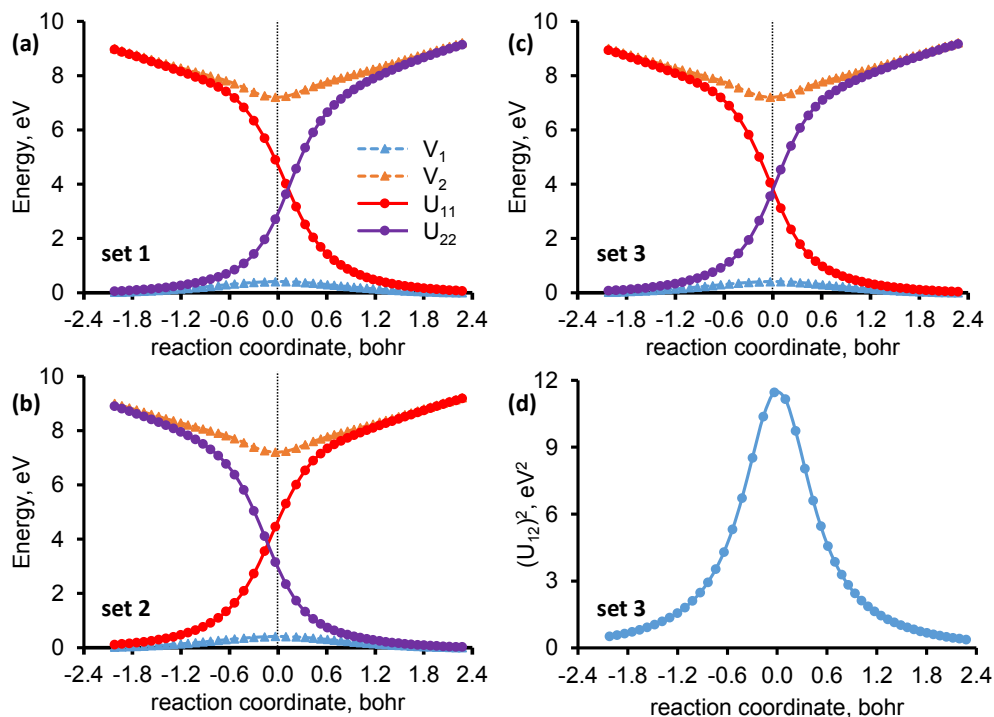 (a)
Energy, eV
10
8
6
4
2
0
V1
V2
U11
U22
set 1
-2.4 -1.8 -1.2 -0.6 0.0 0.6 1.2 1.8 2.4
reaction coordinate, bohr
(c)
Energy, eV
10
8
6
4
2
0
set 3
-2.4 -1.8 -1.2 -0.6 0.0 0.6 1.2 1.8 2.4
reaction coordinate, bohr
(b)
Energy, eV
10
8
6
4
2
0
set 2
-2.4 -1.8 -1.2 -0.6 0.0 0.6 1.2 1.8 2.4
reaction coordinate, bohr
(d)
(U12)², eV²
12
9
6
3
0
set 3
-2.4 -1.8 -1.2 -0.6 0.0 0.6 1.2 1.8 2.4
reaction coordinate, bohr